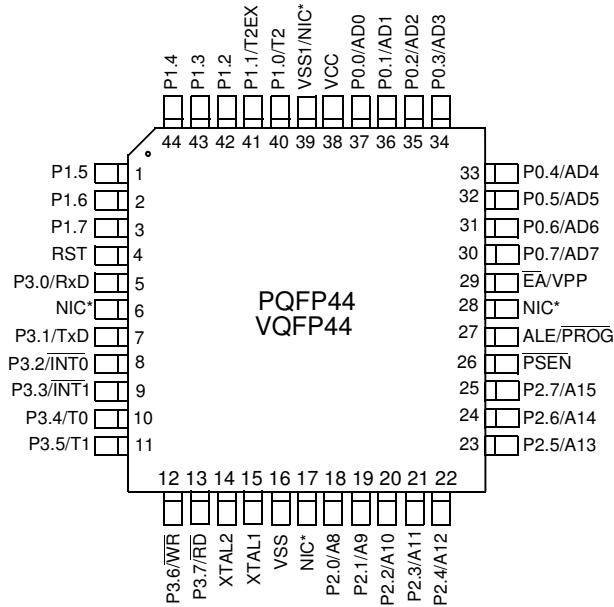 P1.4
P1.3
P1.2
P1.1/T2EX
P1.0/T2
VSS1/NIC*
VCC
P0.0/AD0
P0.1/AD1
P0.2/AD2
P0.3/AD3
44 43 42 41 40 39 38 37 36 35 34
P1.5 1
P1.6 2
P1.7 3
RST 4
P3.0/RxD 5
NIC* 6
P3.1/TxD 7
P3.2/INT0 8
P3.3/INT1 9
P3.4/T0 10
P3.5/T1 11
PQFP44
VQFP44
33 P0.4/AD4
32 P0.5/AD5
31 P0.6/AD6
30 P0.7/AD7
29 EA/VPP
28 NIC*
27 ALE/PROG
26 PSEN
25 P2.7/A15
24 P2.6/A14
23 P2.5/A13
12 13 14 15 16 17 18 19 20 21 22
P3.6/WR
P3.7/RD
XTAL2
XTAL1
VSS
NIC*
P2.0/A8
P2.1/A9
P2.2/A10
P2.3/A11
P2.4/A12